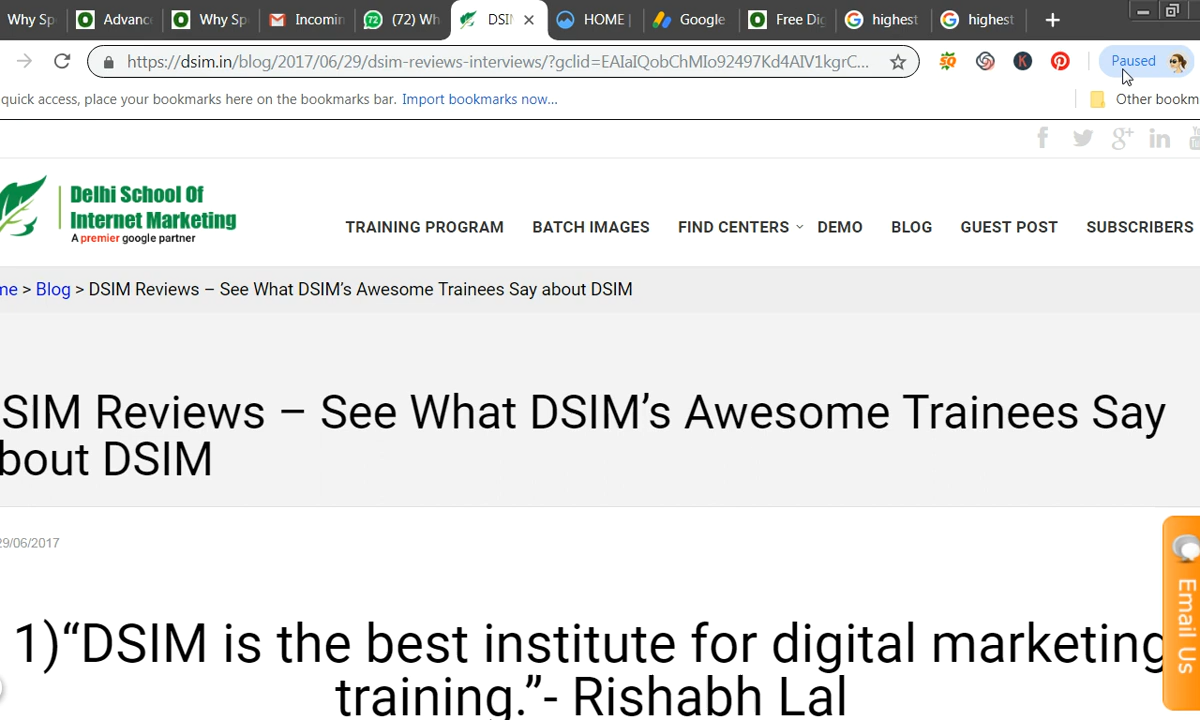 Why Sp
Advanc
Why Sp
Incomin
72
(72) Wh
DSI
HOME
Google
Free Di
highest
highest
https://dsim.in/blog/2017/06/29/dsim-reviews-interviews/?gclid=EAIaIQobChMIo92497Kd4AIV1kgrC...
Paused
quick access, place your bookmarks here on the bookmarks bar. Import bookmarks now...
Other bookm
Delhi School Of
Internet Marketing
A premier google partner
TRAINING PROGRAM BATCH IMAGES FIND CENTERS DEMO BLOG GUEST POST SUBSCRIBERS
me > Blog > DSIM Reviews – See What DSIM's Awesome Trainees Say about DSIM
SIM Reviews – See What DSIM's Awesome Trainees Say
bout DSIM
29/06/2017
1)“DSIM is the best institute for digital marketing
training.”- Rishabh Lal
Email Us